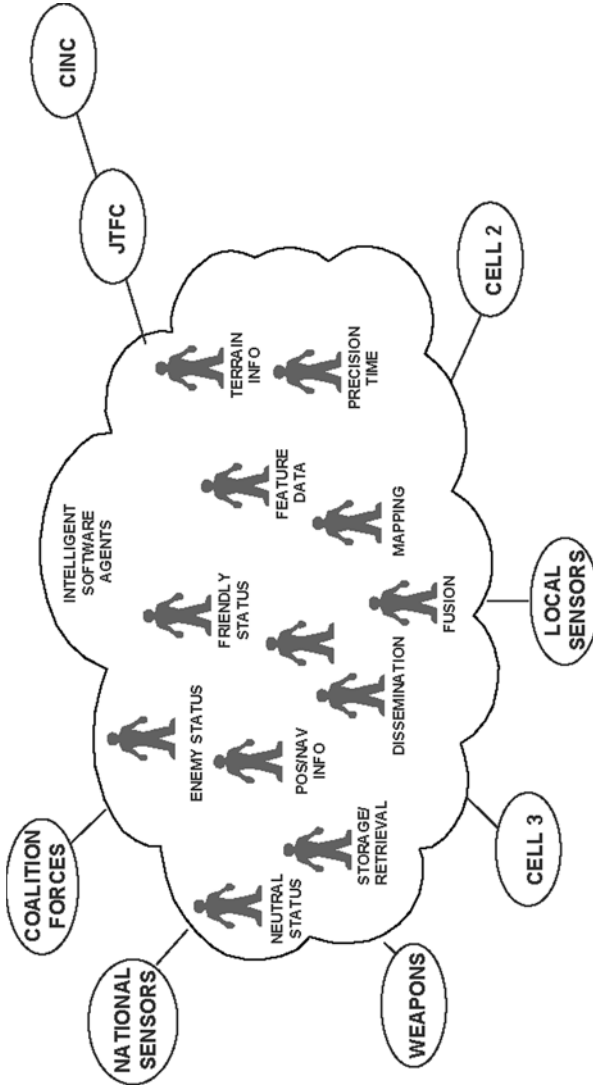 COALITION
FORCES
NATIONAL
SENSORS
INTELLIGENT
SOFTWARE
AGENTS
JTFC
CINC
ENEMY STATUS
FRIENDLY
STATUS
TERRAIN
INFO
NEUTRAL
STATUS
POS/NAV
INFO
FEATURE
DATA
PRECISION
TIME
STORAGE/
RETRIEVAL
DISSEMINATION
MAPPING
FUSION
WEAPONS
CELL 3
LOCAL
SENSORS
CELL 2